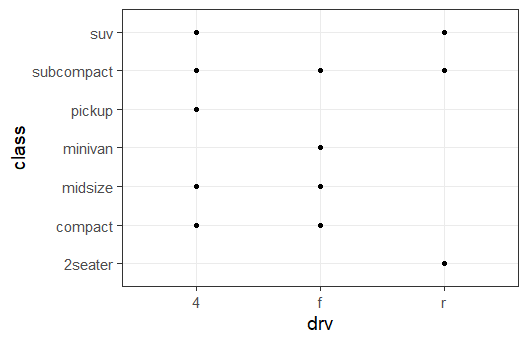 class
suv
subcompact
pickup
minivan
midsize
compact
2seater
4 f r
drv